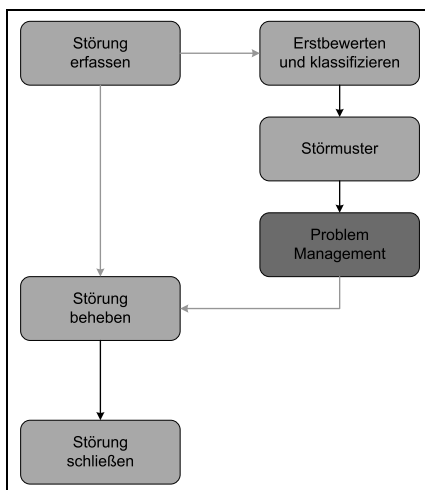 Störung
erfassen
Erstbewerten
und klassifizieren
Störmuster
Problem
Management
Störung
beheben
Störung
schließen